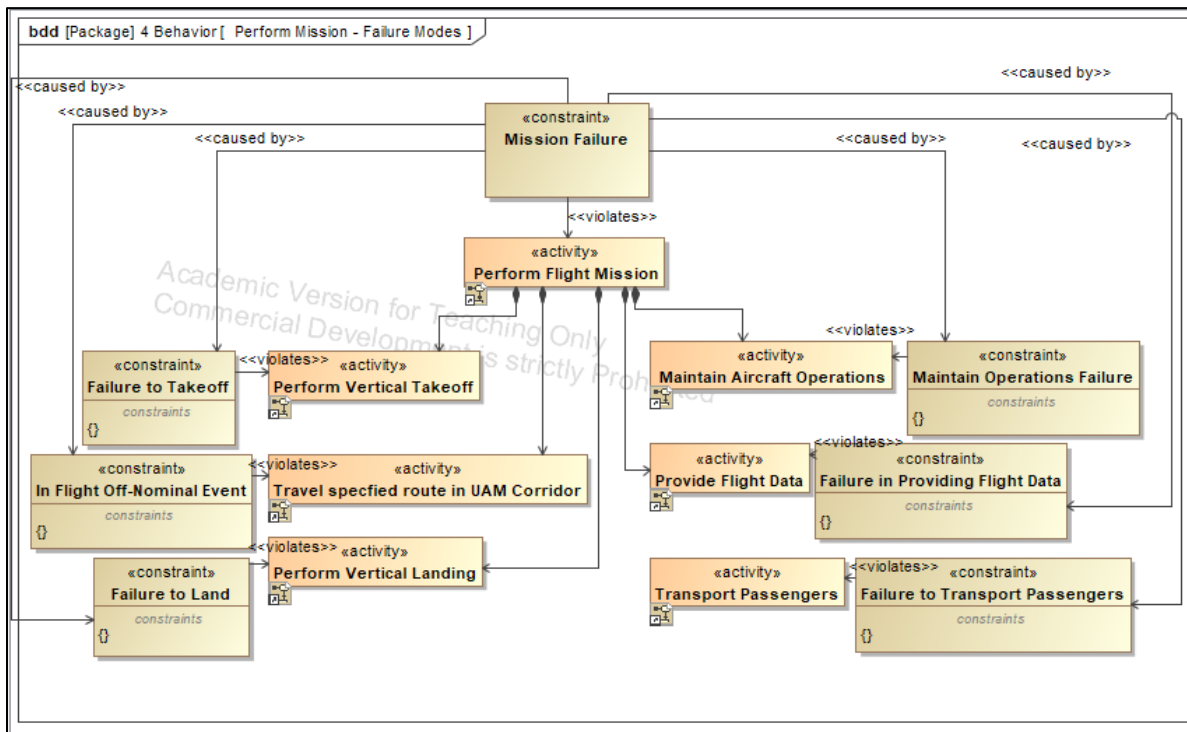 bdd [Package] 4 Behavior [ Perform Mission - Failure Modes ]
<<caused by>>
<<caused by>>
<<caused by>>
<<caused by>>
<<caused by>>
<<caused by>>
«constraint»
Mission Failure
<<violates>>
«activity»
Perform Flight Mission
Academic Version for Teaching Only
Commercial Development is strictly Prohibited
«constraint»
Failure to Takeoff
constraints
{}
<<violates>>
«activity»
Perform Vertical Takeoff
«activity»
Maintain Aircraft Operations
<<violates>>
«constraint»
Maintain Operations Failure
constraints
{}
«constraint»
In Flight Off-Nominal Event
constraints
{}
<<violates>>
«activity»
Travel specfied route in UAM Corridor
«activity»
Provide Flight Data
<<violates>>
«constraint»
Failure in Providing Flight Data
constraints
{}
«constraint»
Failure to Land
constraints
{}
<<violates>>
«activity»
Perform Vertical Landing
«activity»
Transport Passengers
<<violates>>
«constraint»
Failure to Transport Passengers
constraints
{}